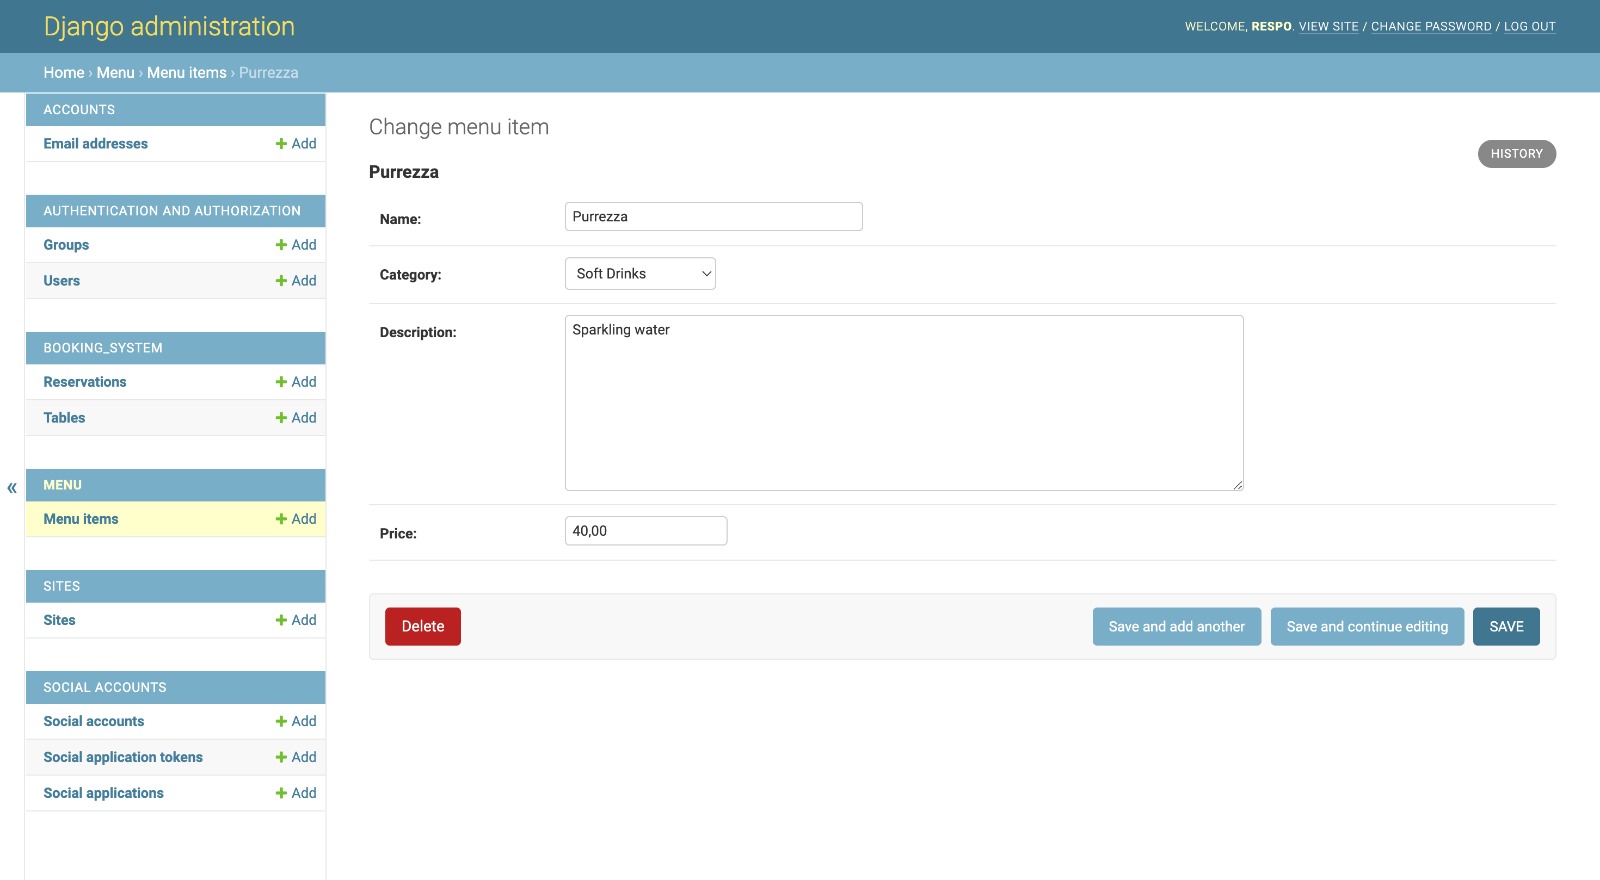 Django administration
WELCOME, RESPO. VIEW SITE / CHANGE PASSWORD / LOG OUT
Home › Menu › Menu items › Purrezza
ACCOUNTS
Email addresses + Add
AUTHENTICATION AND AUTHORIZATION
Groups + Add
Users + Add
BOOKING_SYSTEM
Reservations + Add
Tables + Add
«
MENU
Menu items + Add
SITES
Sites + Add
SOCIAL ACCOUNTS
Social accounts + Add
Social application tokens + Add
Social applications + Add
Change menu item
HISTORY
Purrezza
Name: Purrezza
Category: Soft Drinks
Description: Sparkling water
Price: 40,00
Delete Save and add another Save and continue editing SAVE